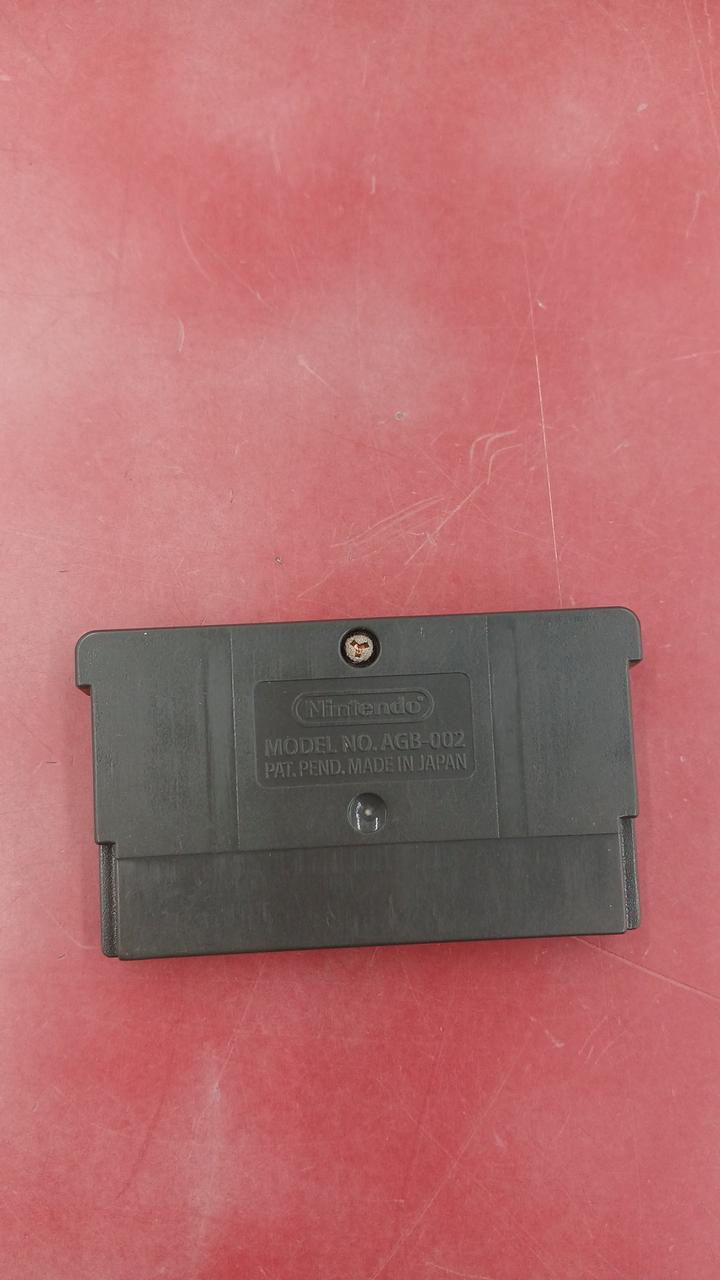 Nintendo®
MODEL NO. AGB-002
PAT. PEND. MADE IN JAPAN